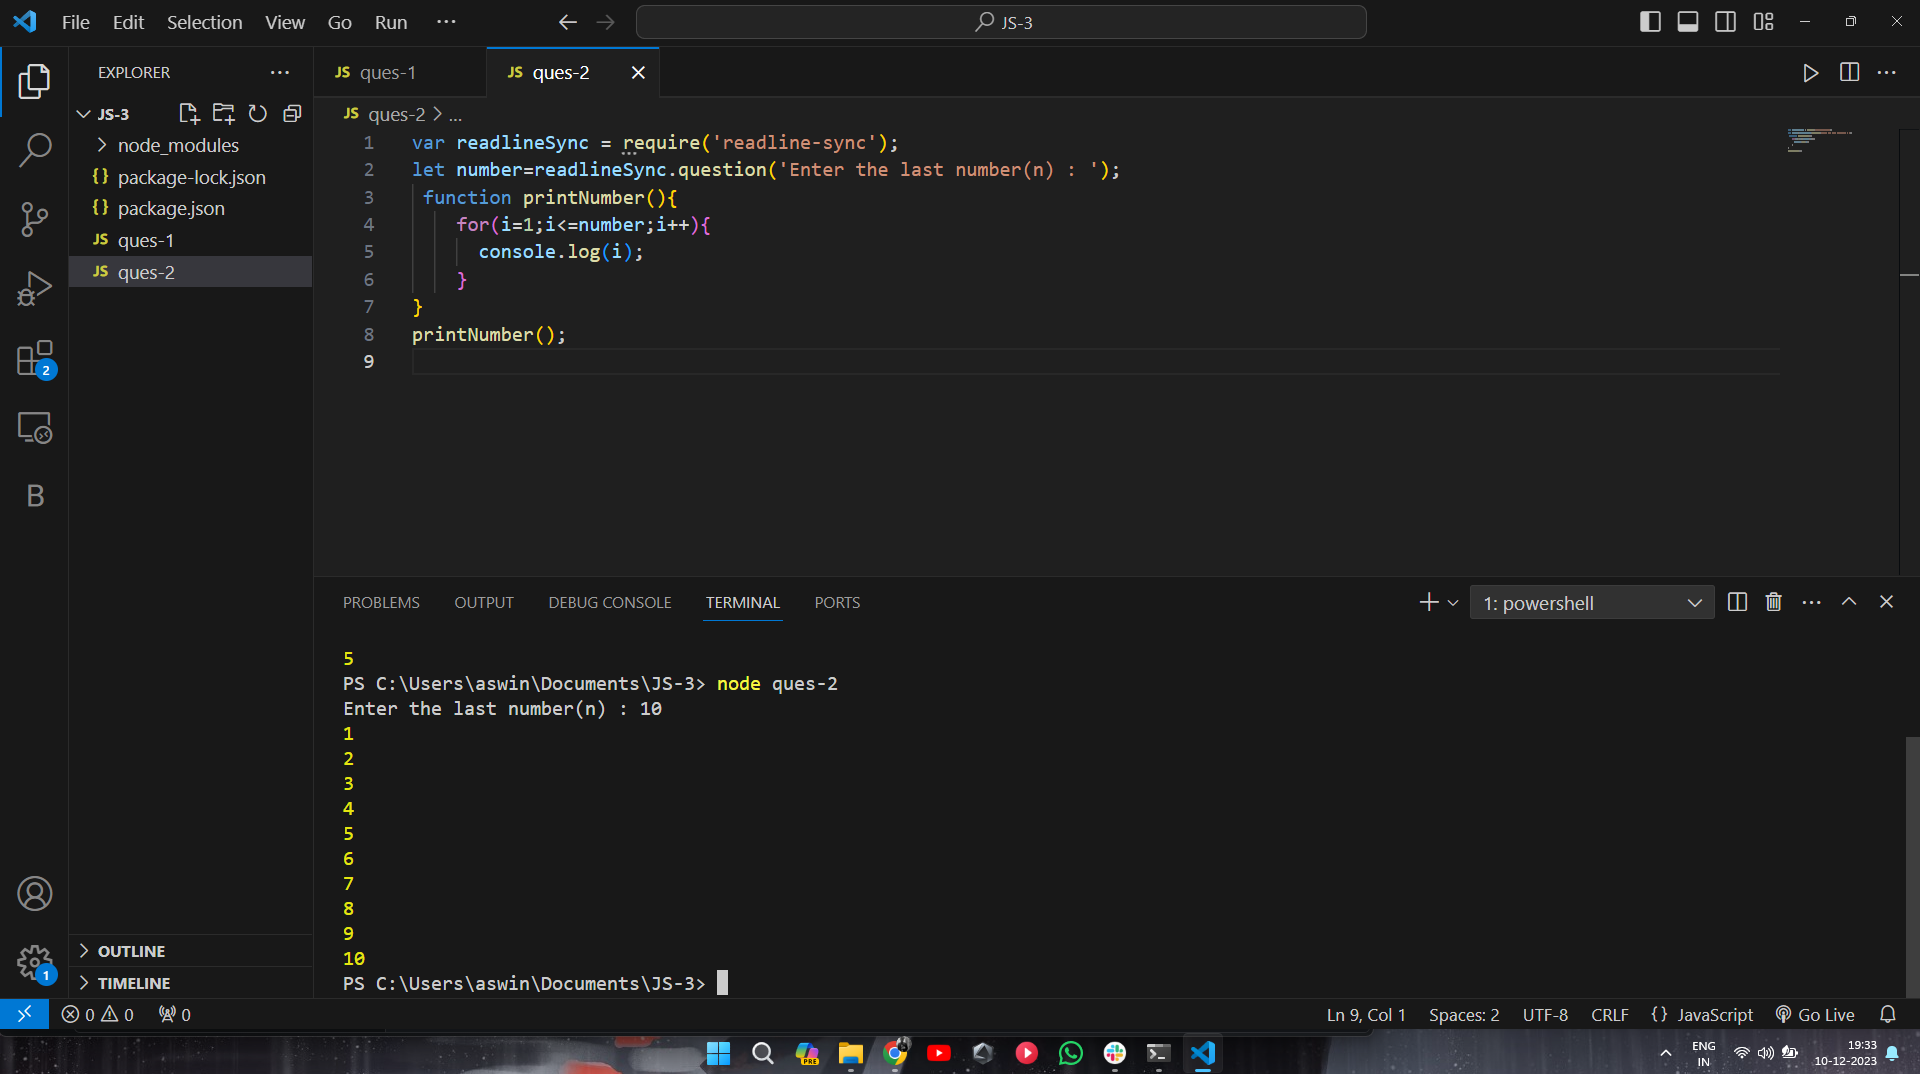 File Edit Selection View Go Run ...
JS-3
EXPLORER
JS-3
node_modules
{} package-lock.json
{} package.json
JS ques-1
JS ques-2
2
B
1
OUTLINE
TIMELINE
JS ques-1
JS ques-2
JS ques-2 > ...
1 var readlineSync = require('readline-sync');
2 let number=readlineSync.question('Enter the last number(n) : ');
3 function printNumber(){
4 for(i=1;i<=number;i++){
5 console.log(i);
6 }
7 }
8 printNumber();
9
PROBLEMS OUTPUT DEBUG CONSOLE TERMINAL PORTS
1: powershell
5
PS C:\Users\aswin\Documents\JS-3> node ques-2
Enter the last number(n) : 10
1
2
3
4
5
6
7
8
9
10
PS C:\Users\aswin\Documents\JS-3>
0 0 0
Ln 9, Col 1 Spaces: 2 UTF-8 CRLF {} JavaScript Go Live
PRE
ENG
IN
19:33
10-12-2023